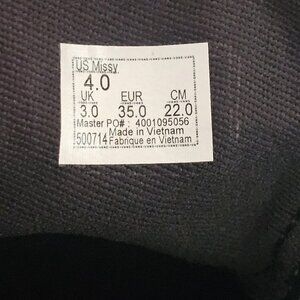 US Missy
4.0
UK EUR CM
3.0 35.0 22.0
Master PO# : 4001095056
Made in Vietnam
500714 Fabrique en Vietnam